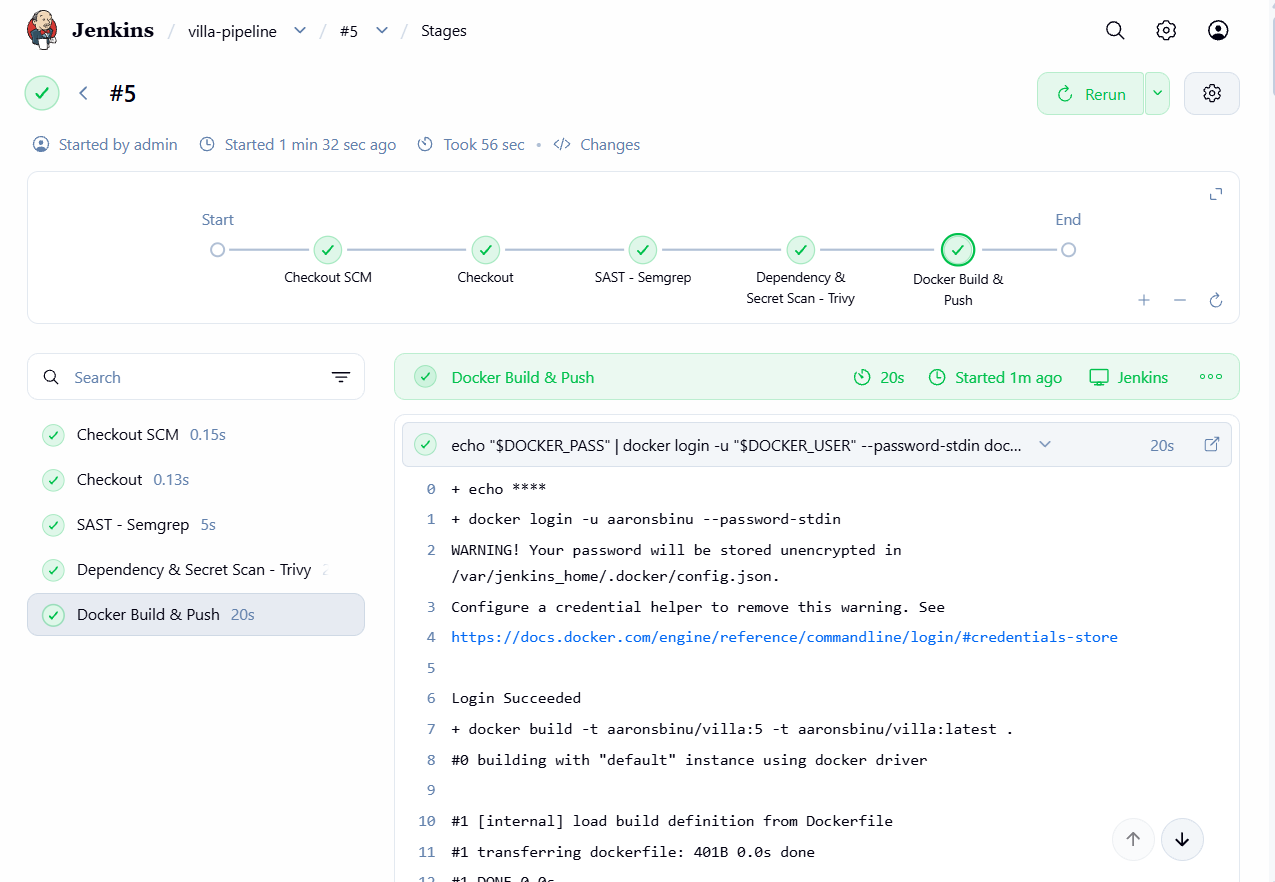 Jenkins / villa-pipeline / #5 / Stages
#5
Rerun
Started by admin Started 1 min 32 sec ago Took 56 sec • Changes
Start End
Checkout SCM
Checkout
SAST - Semgrep
Dependency &
Secret Scan - Trivy
Docker Build &
Push
Search
Checkout SCM 0.15s
Checkout 0.13s
SAST - Semgrep 5s
Dependency & Secret Scan - Trivy
Docker Build & Push 20s
Docker Build & Push 20s Started 1m ago Jenkins
echo "$DOCKER_PASS" | docker login -u "$DOCKER_USER" --password-stdin doc... 20s
0 + echo ****
1 + docker login -u aaronsbinu --password-stdin
2 WARNING! Your password will be stored unencrypted in
/var/jenkins_home/.docker/config.json.
3 Configure a credential helper to remove this warning. See
4 https://docs.docker.com/engine/reference/commandline/login/#credentials-store
5
6 Login Succeeded
7 + docker build -t aaronsbinu/villa:5 -t aaronsbinu/villa:latest .
8 #0 building with "default" instance using docker driver
9
10 #1 [internal] load build definition from Dockerfile
11 #1 transferring dockerfile: 401B 0.0s done
12 #1 DONE 0.0s